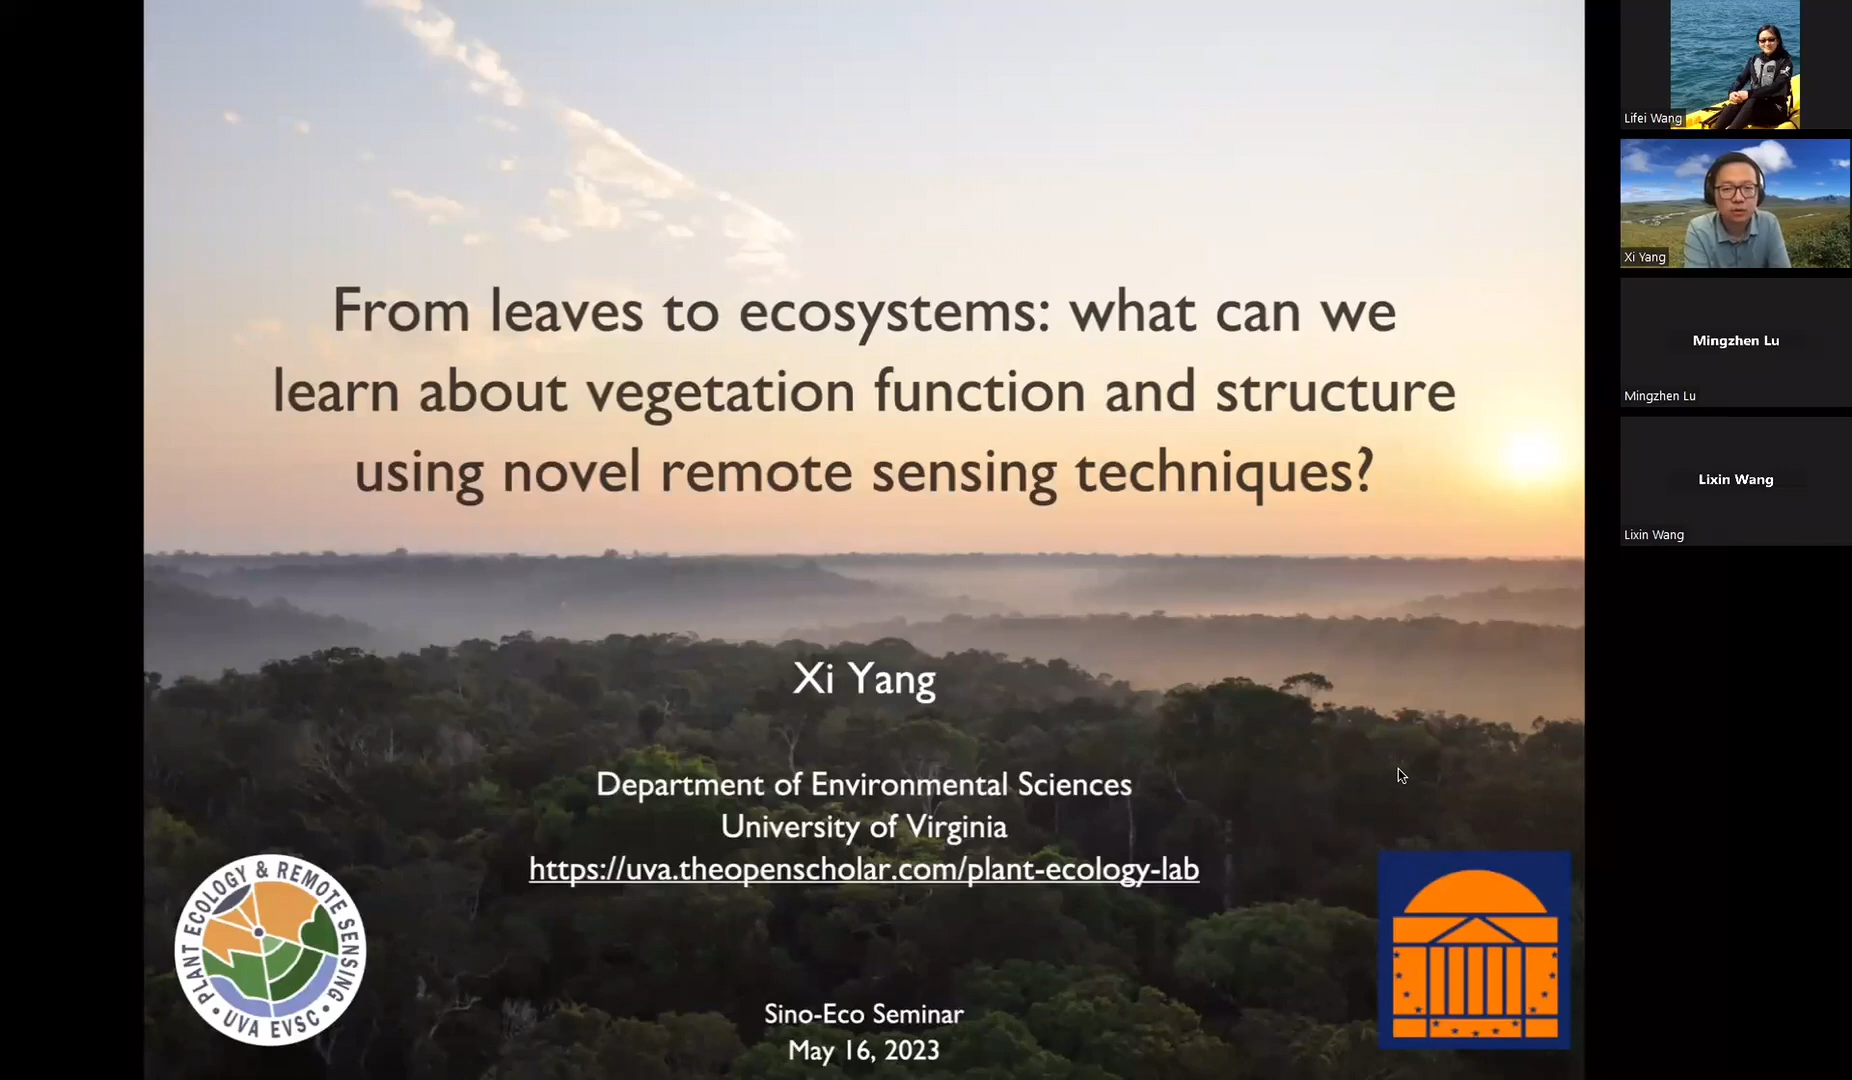 From leaves to ecosystems: what can we
learn about vegetation function and structure
using novel remote sensing techniques?
Xi Yang
Department of Environmental Sciences
University of Virginia
https://uva.theopenscholar.com/plant-ecology-lab
PLANT ECOLOGY & REMOTE SENSING
• UVA EVSC •
Sino-Eco Seminar
May 16, 2023
Lifei Wang
Xi Yang
Mingzhen Lu
Mingzhen Lu
Lixin Wang
Lixin Wang